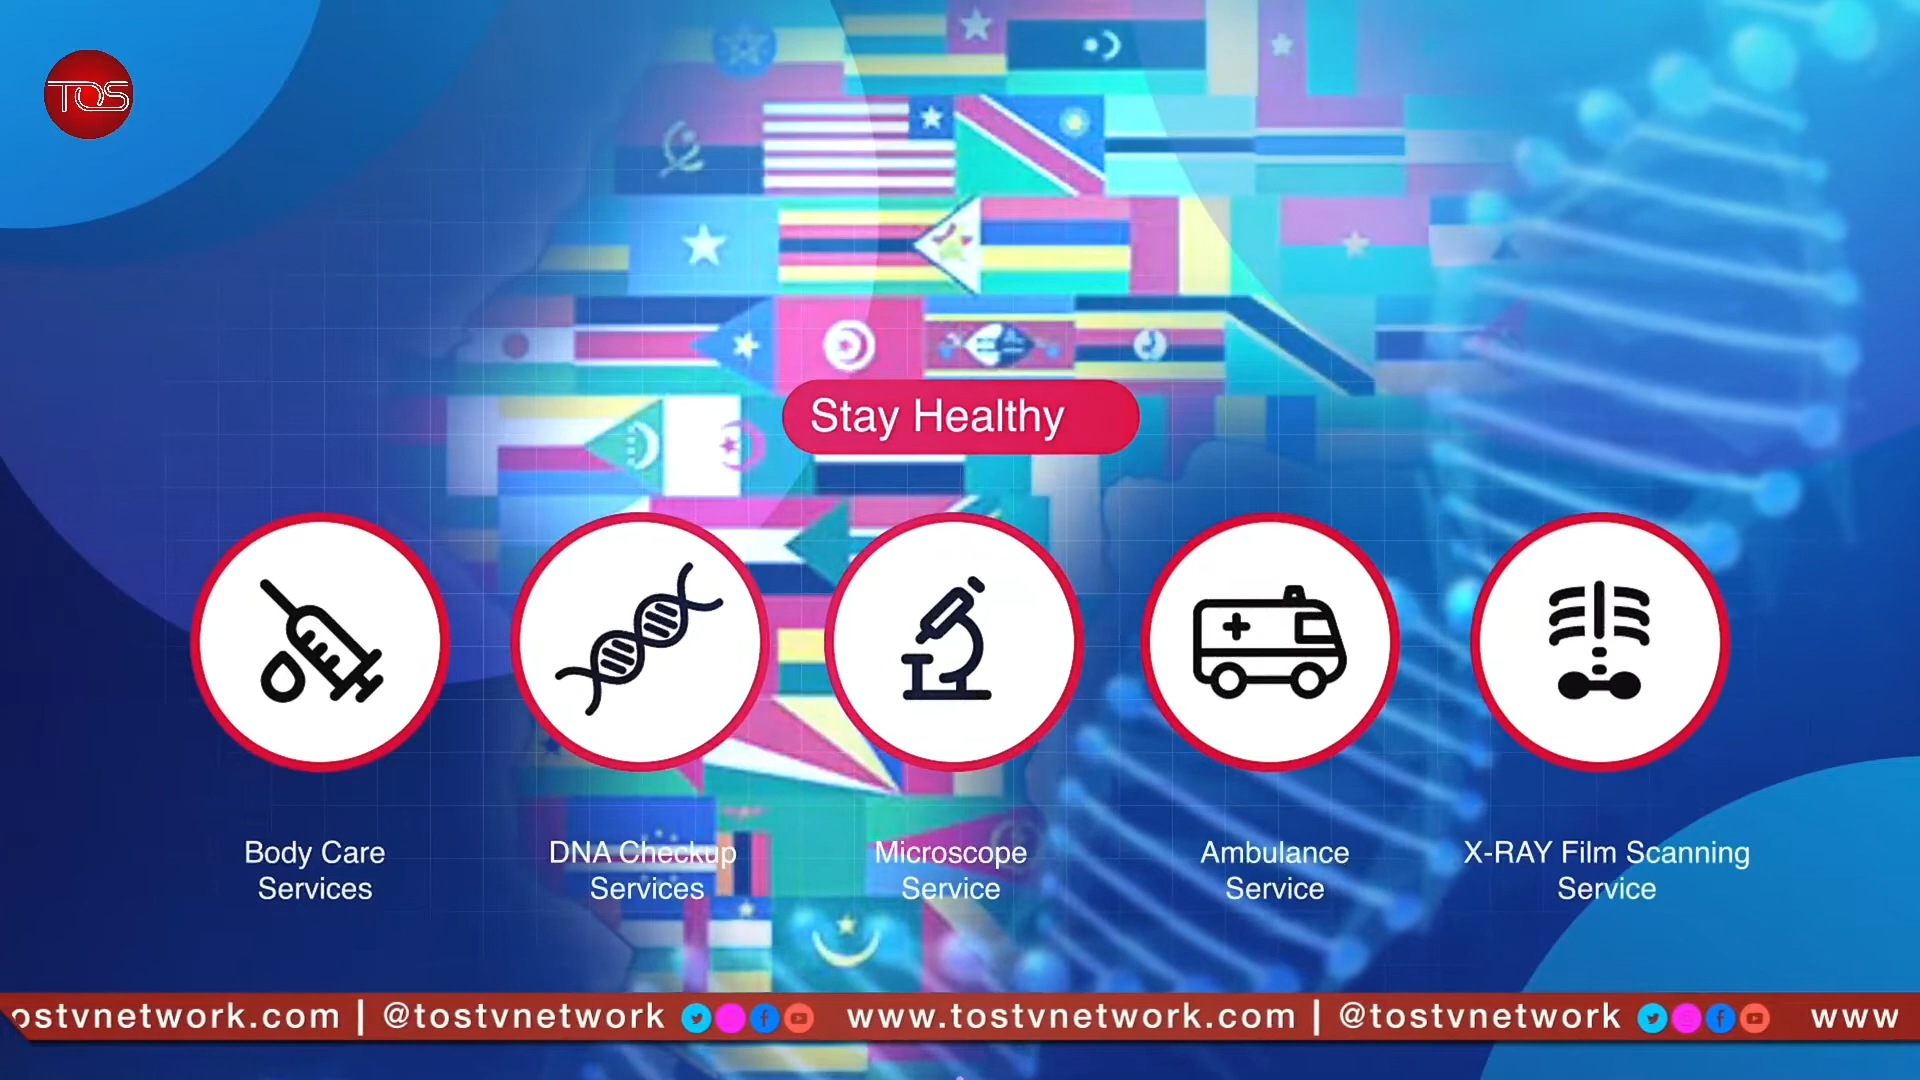 TOS
Stay Healthy
Body Care
Services
DNA Checkup
Services
Microscope
Service
Ambulance
Service
X-RAY Film Scanning
Service
ostvnetwork.com | @tostvnetwork www.tostvnetwork.com | @tostvnetwork www